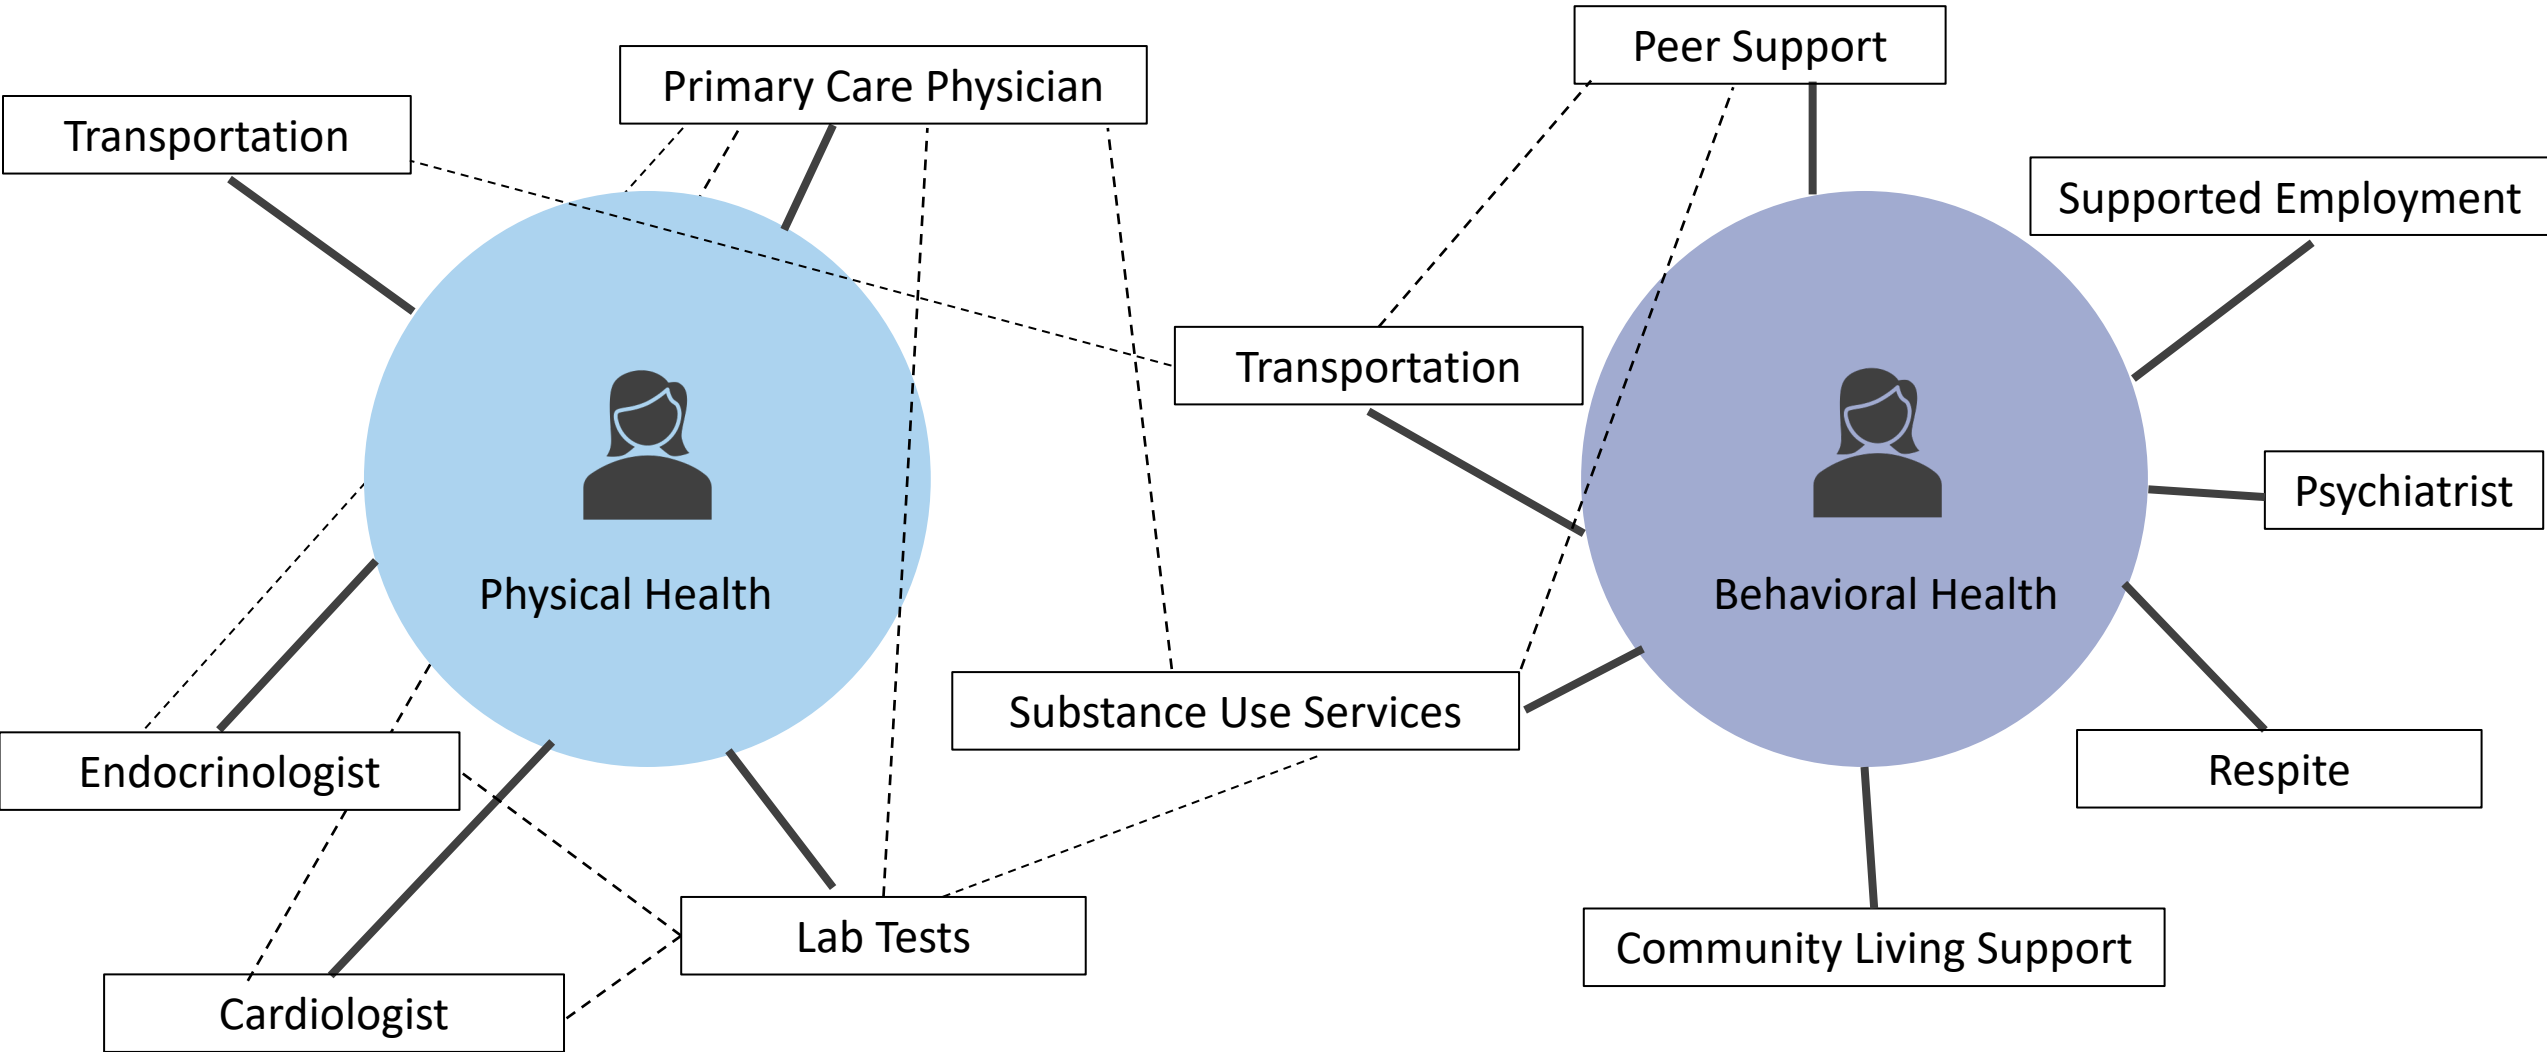 Peer Support
Primary Care Physician
Transportation
Supported Employment
Transportation
Psychiatrist
Physical Health
Behavioral Health
Substance Use Services
Endocrinologist
Respite
Lab Tests
Community Living Support
Cardiologist